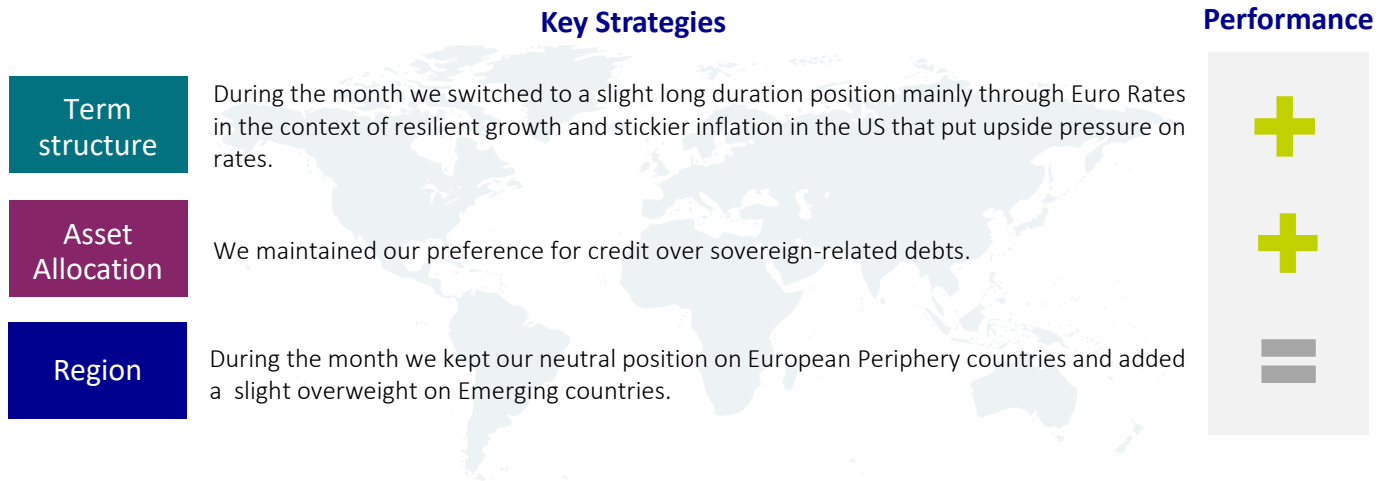 Key Strategies
Performance
Term
structure
During the month we switched to a slight long duration position mainly through Euro Rates
in the context of resilient growth and stickier inflation in the US that put upside pressure on
rates.
+
Asset
Allocation
We maintained our preference for credit over sovereign-related debts.
+
Region
During the month we kept our neutral position on European Periphery countries and added
a  slight overweight on Emerging countries.
=